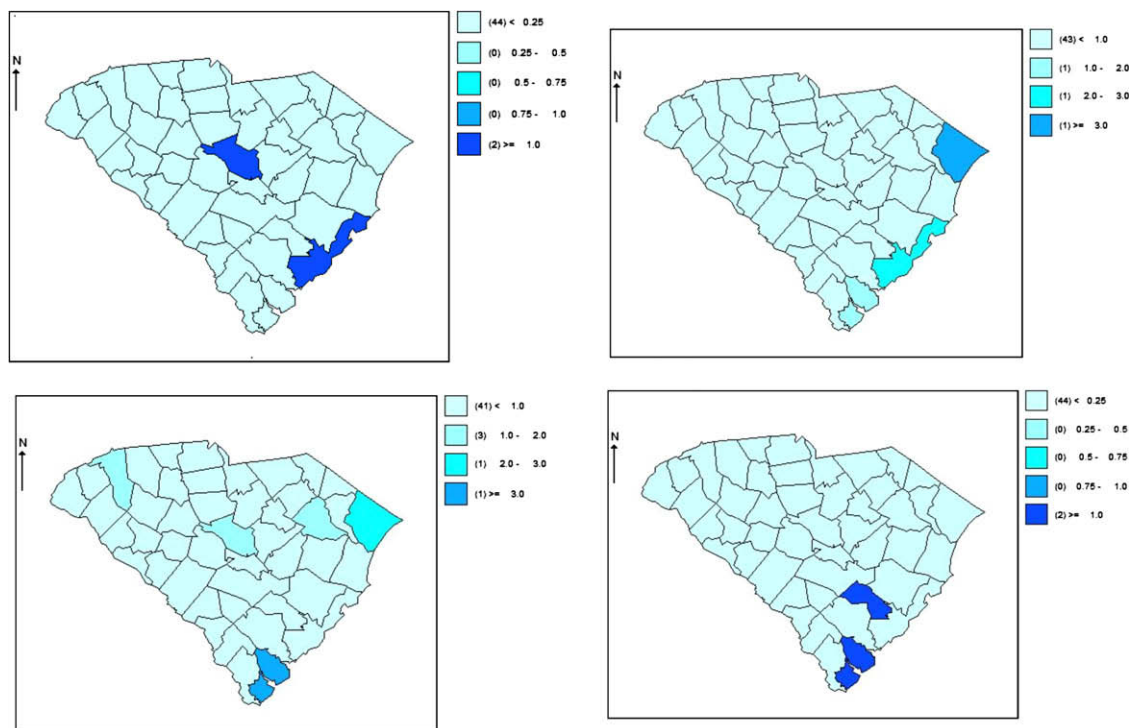 (44) < 0.25
(0) 0.25 - 0.5
(0) 0.5 - 0.75
(0) 0.75 - 1.0
(2) >= 1.0
N
(43) < 1.0
(1) 1.0 - 2.0
(1) 2.0 - 3.0
(1) >= 3.0
N
(41) < 1.0
(3) 1.0 - 2.0
(1) 2.0 - 3.0
(1) >= 3.0
N
(44) < 0.25
(0) 0.25 - 0.5
(0) 0.5 - 0.75
(0) 0.75 - 1.0
(2) >= 1.0
N